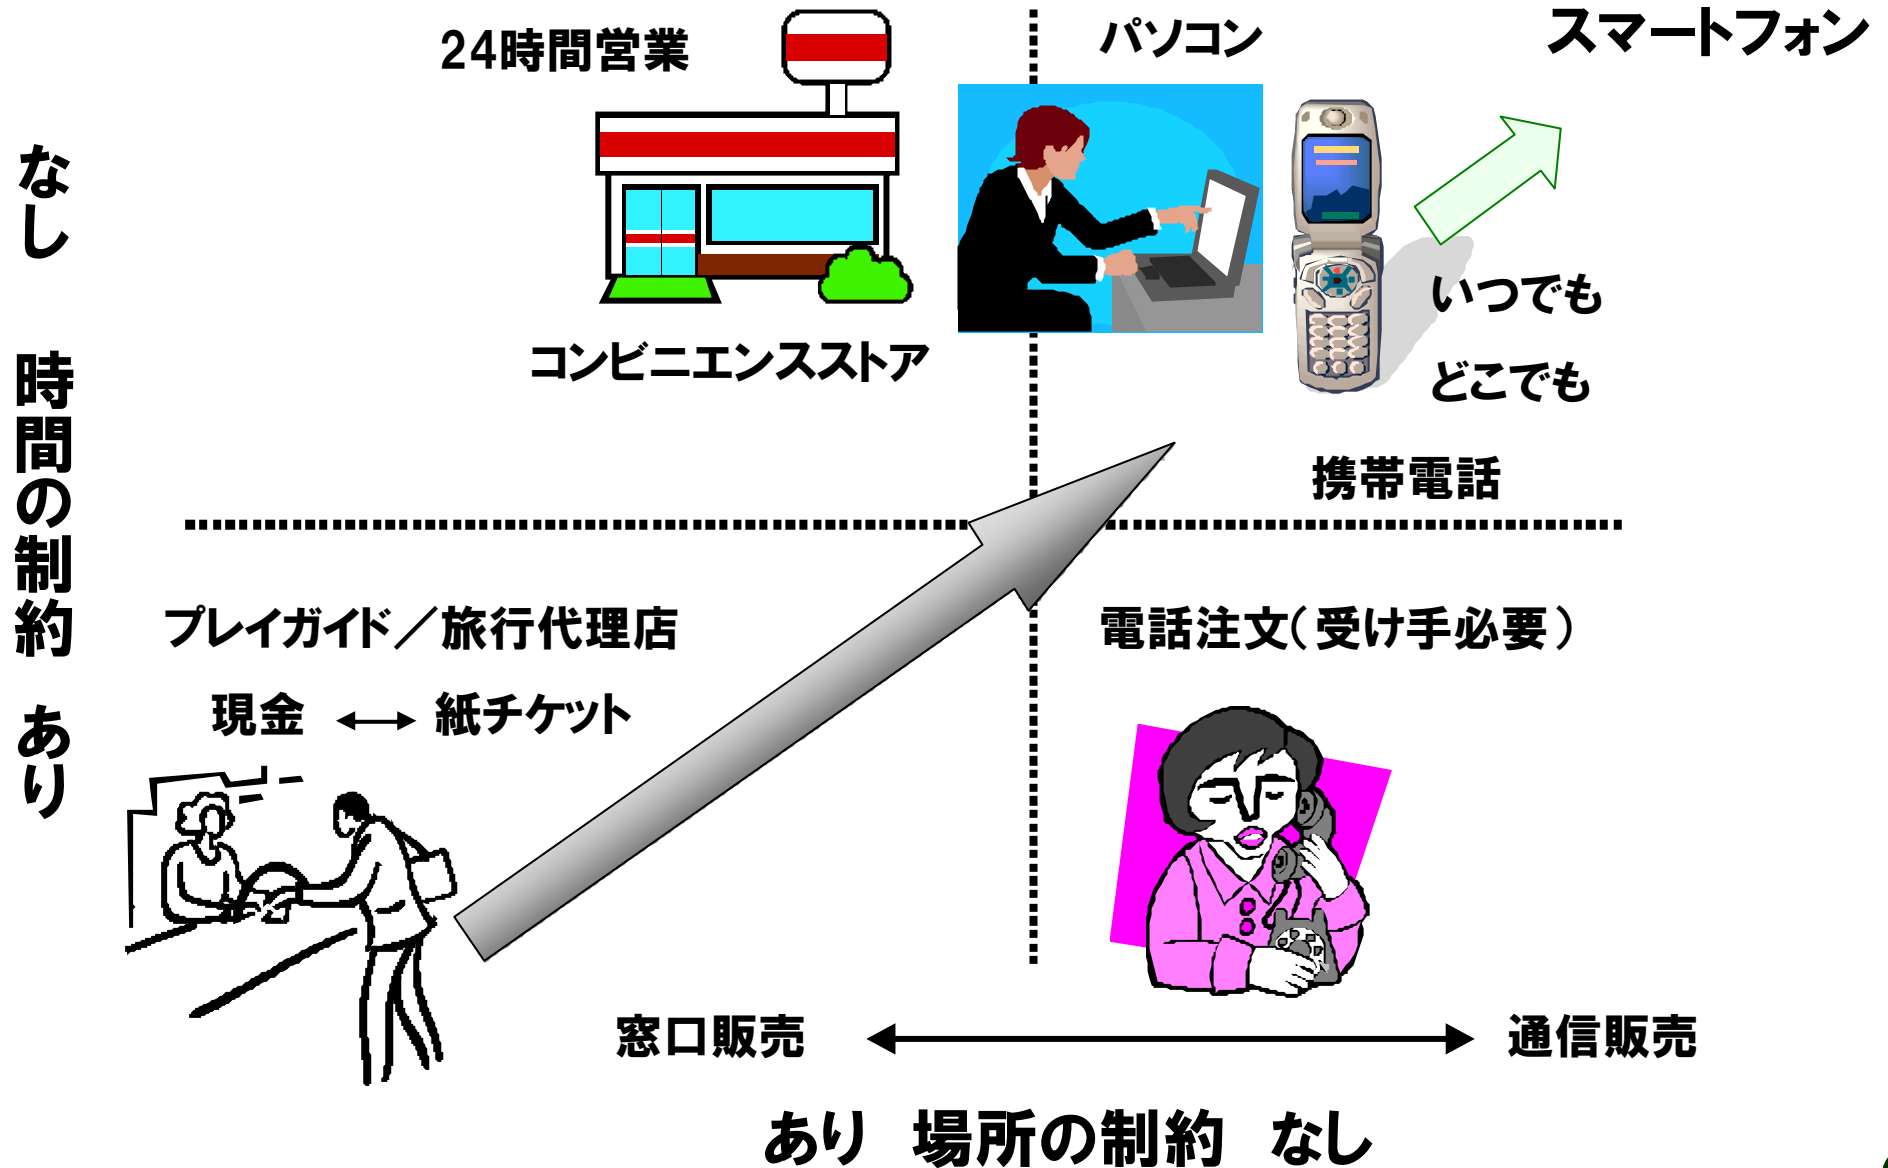 24時間営業
パソコン
スマートフォン
コンビニエンスストア
いつでも
どこでも
携帯電話
なし 時間の制約 あり
プレイガイド／旅行代理店
現金 紙チケット
電話注文(受け手必要)
窓口販売 通信販売
あり 場所の制約 なし